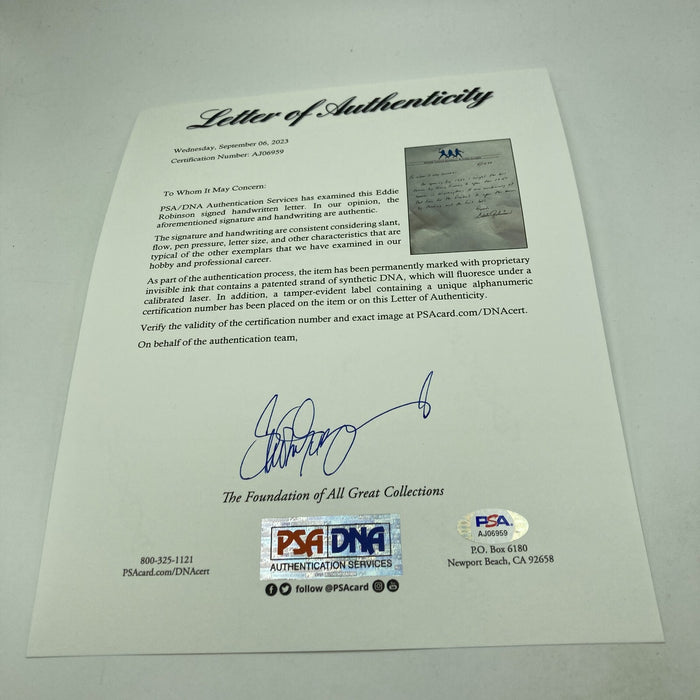 Letter of Authenticity
Wednesday, September 06, 2023
Certification Number: AJ06959
To Whom It May Concern:
PSA/DNA Authentication Services has examined this Eddie
Robinson signed handwritten letter. In our opinion, the
aforementioned signature and handwriting are authentic.
The signature and handwriting are consistent considering slant,
flow, pen pressure, letter size, and other characteristics that are
typical of the other exemplars that we have examined in our
hobby and professional career.
As part of the authentication process, the item has been permanently marked with proprietary
invisible ink that contains a patented strand of synthetic DNA, which will fluoresce under a
calibrated laser. In addition, a tamper-evident label containing a unique alphanumeric
certification number has been placed on the item or on this Letter of Authenticity.
Verify the validity of the certification number and exact image at PSAcard.com/DNAcert.
On behalf of the authentication team,
The Foundation of All Great Collections
800-325-1121
PSAcard.com/DNAcert
PSA DNA
AUTHENTICATION SERVICES
follow @PSAcard
PSA
AJ06959
P.O. Box 6180
Newport Beach, CA 92658